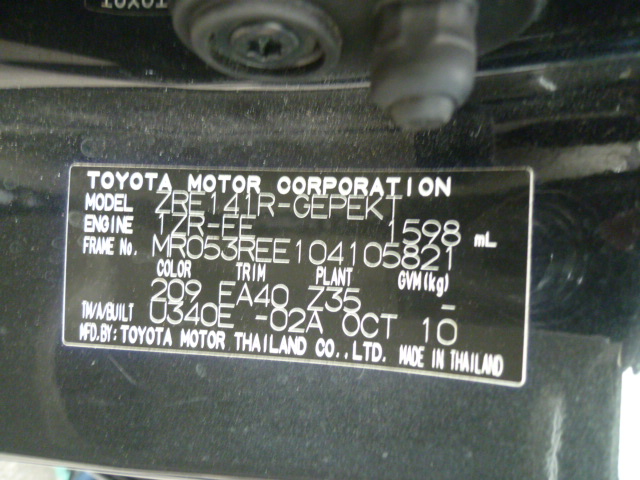 TOYOTA MOTOR CORPORATION
MODEL ZRE141R-GEPEKT
ENGINE 1ZR-FE 1598 mL
FRAME No. MR053REE104105821
COLOR TRIM PLANT GVM(kg)
209 EA40 Z35 -
T/A/BUILT U340E -02A OCT 10
MFD.BY:TOYOTA MOTOR THAILAND CO.,LTD. MADE IN THAILAND